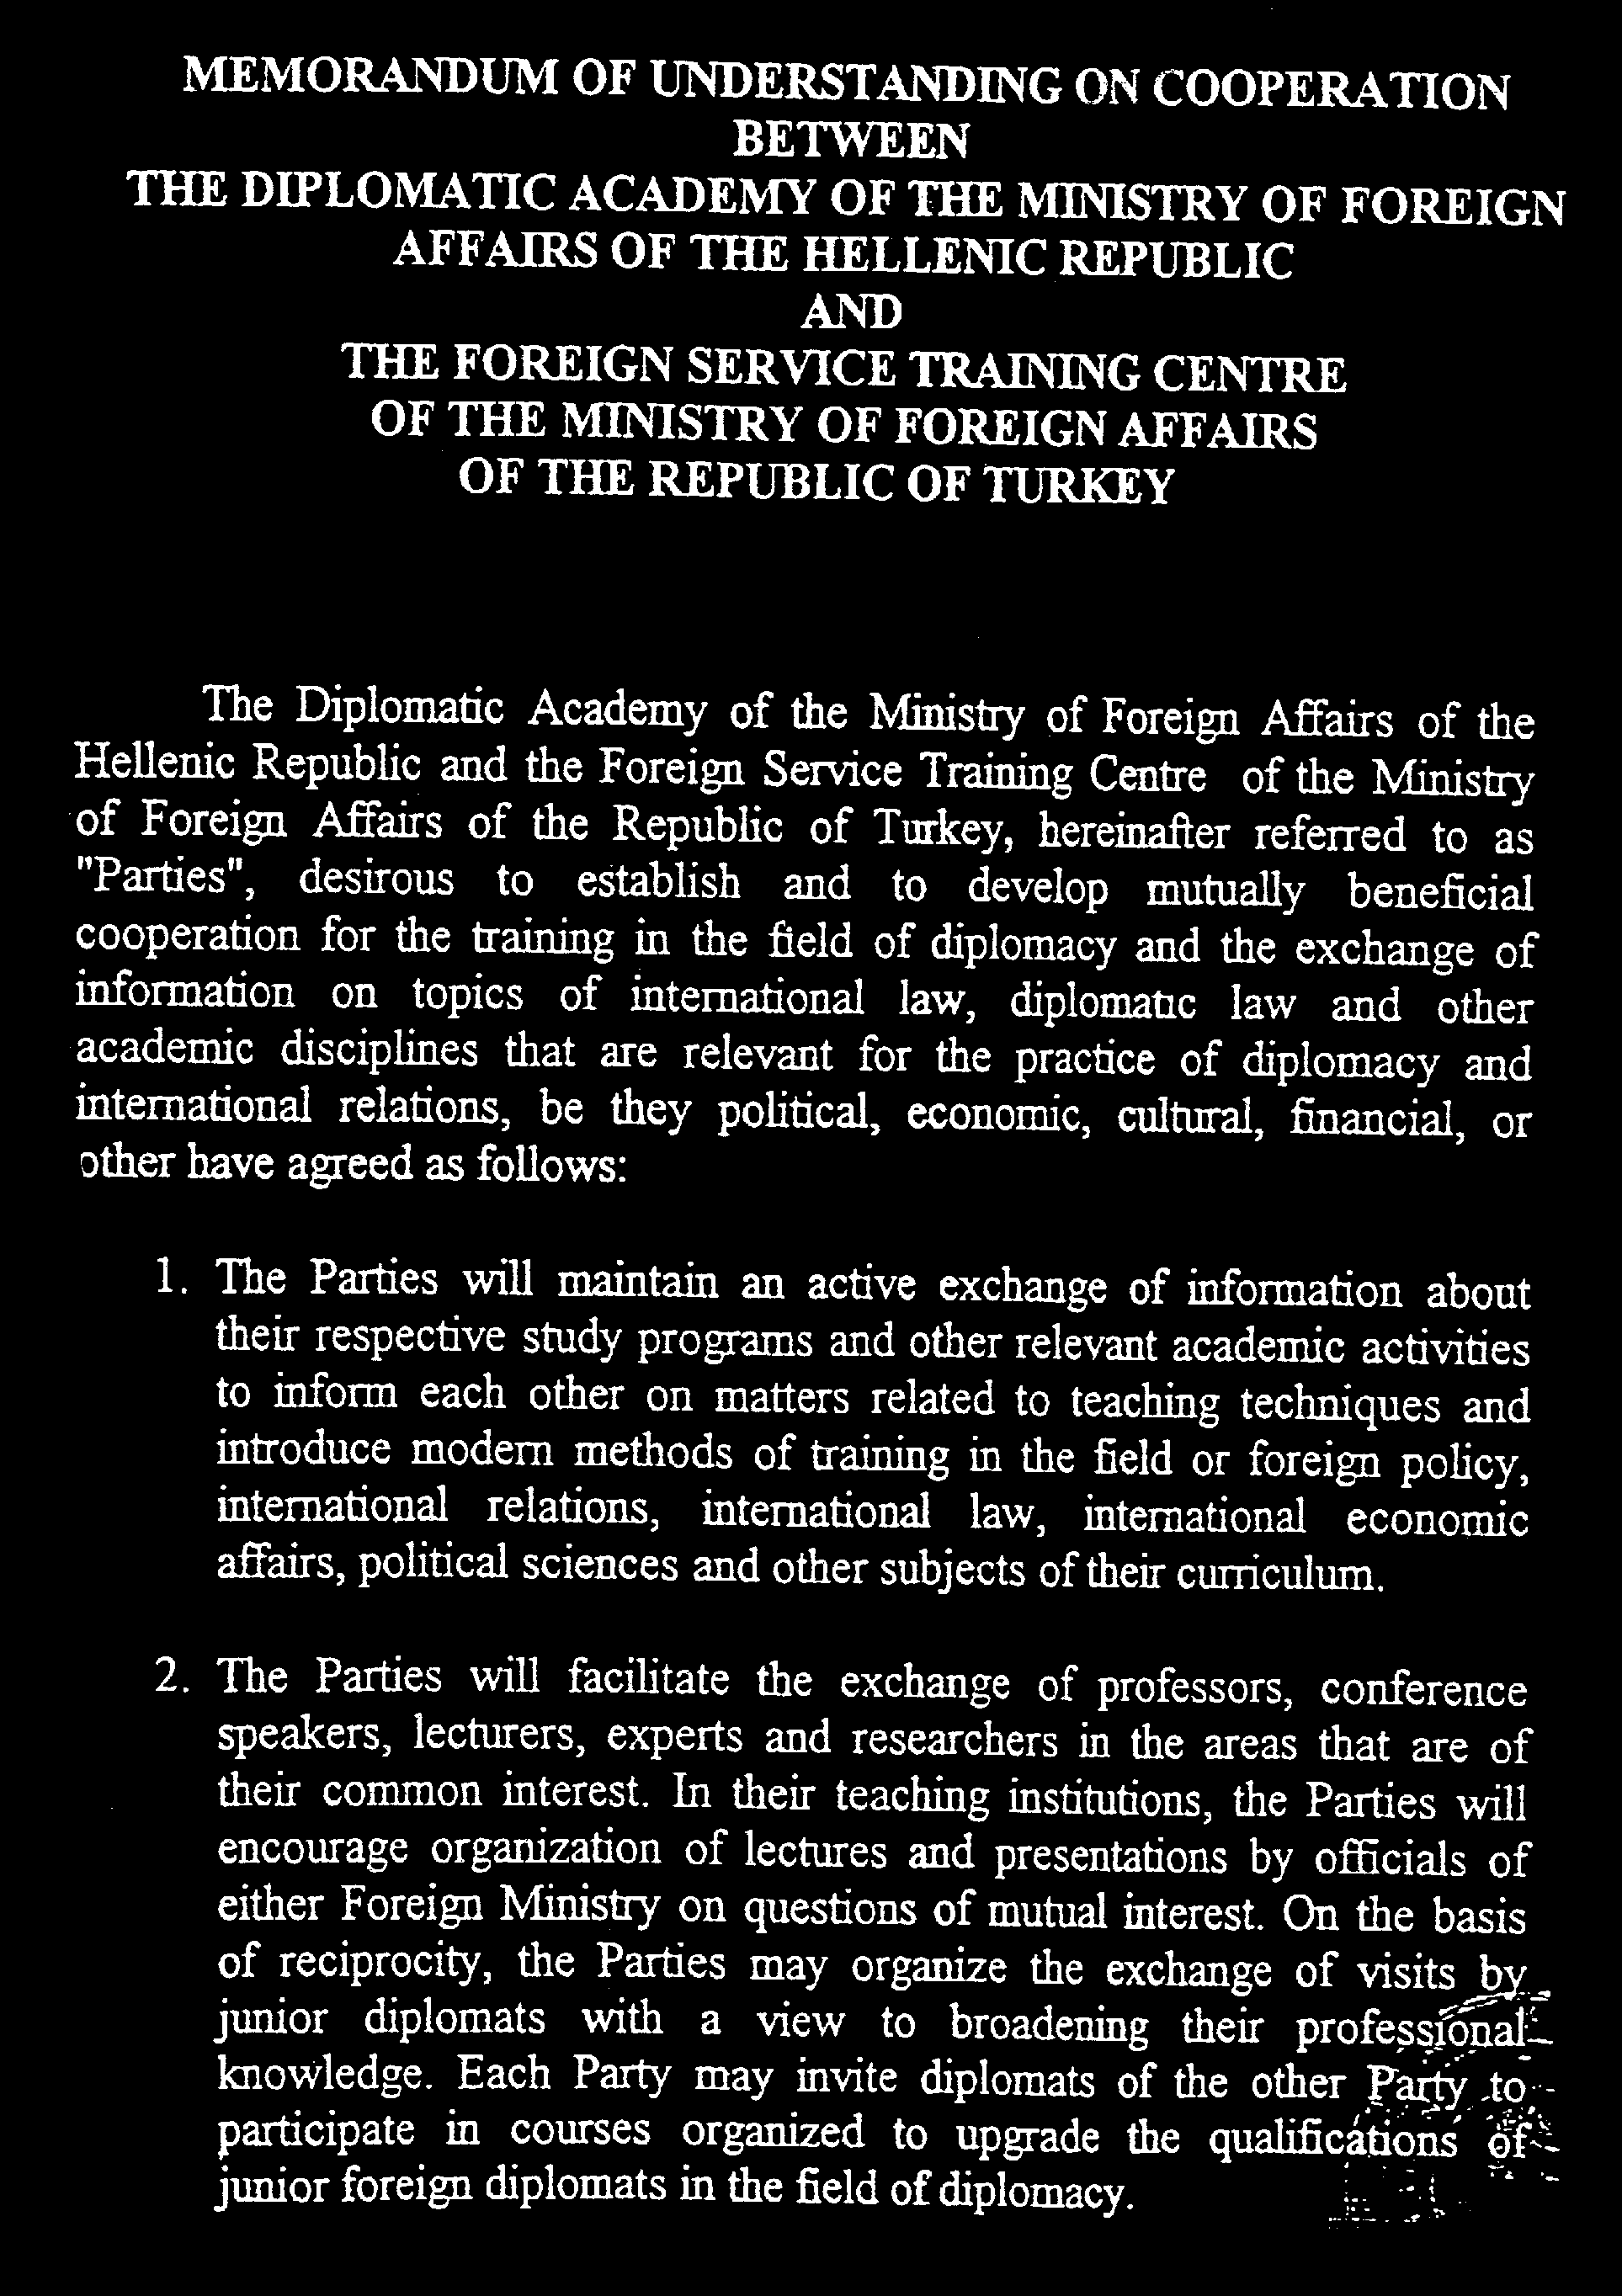 MEMORANDUM OF UNDERSTANDING ON COOPERATION
BETWEEN
THE DIPLOMATIC ACADEMY OF THE MINISTRY OF FOREIGN
AFFAIRS OF THE HELLENIC REPUBLIC
AND
THE FOREIGN SERVICE TRAINING CENTRE
OF THE MINISTRY OF FOREIGN AFFAIRS
OF THE REPUBLIC OF TURKEY
The Diplomatic Academy of the Ministry of Foreign Affairs of the
Hellenic Republic and the Foreign Service Training Centre of the Ministry
of Foreign Affairs of the Republic of Turkey, hereinafter referred to as
"Parties", desirous to establish and to develop mutually beneficial
cooperation for the training in the field of diplomacy and the exchange of
information on topics of international law, diplomatic law and other
academic disciplines that are relevant for the practice of diplomacy and
international relations, be they political, economic, cultural, financial, or
other have agreed as follows:
1. The Parties will maintain an active exchange of information about
their respective study programs and other relevant academic activities
to inform each other on matters related to teaching techniques and
introduce modern methods of training in the field or foreign policy,
international relations, international law, international economic
affairs, political sciences and other subjects of their curriculum.
2. The Parties will facilitate the exchange of professors, conference
speakers, lecturers, experts and researchers in the areas that are of
their common interest. In their teaching institutions, the Parties will
encourage organization of lectures and presentations by officials of
either Foreign Ministry on questions of mutual interest. On the basis
of reciprocity, the Parties may organize the exchange of visits by
junior diplomats with a view to broadening their professional
knowledge. Each Party may invite diplomats of the other Party to
participate in courses organized to upgrade the qualifications of
junior foreign diplomats in the field of diplomacy.